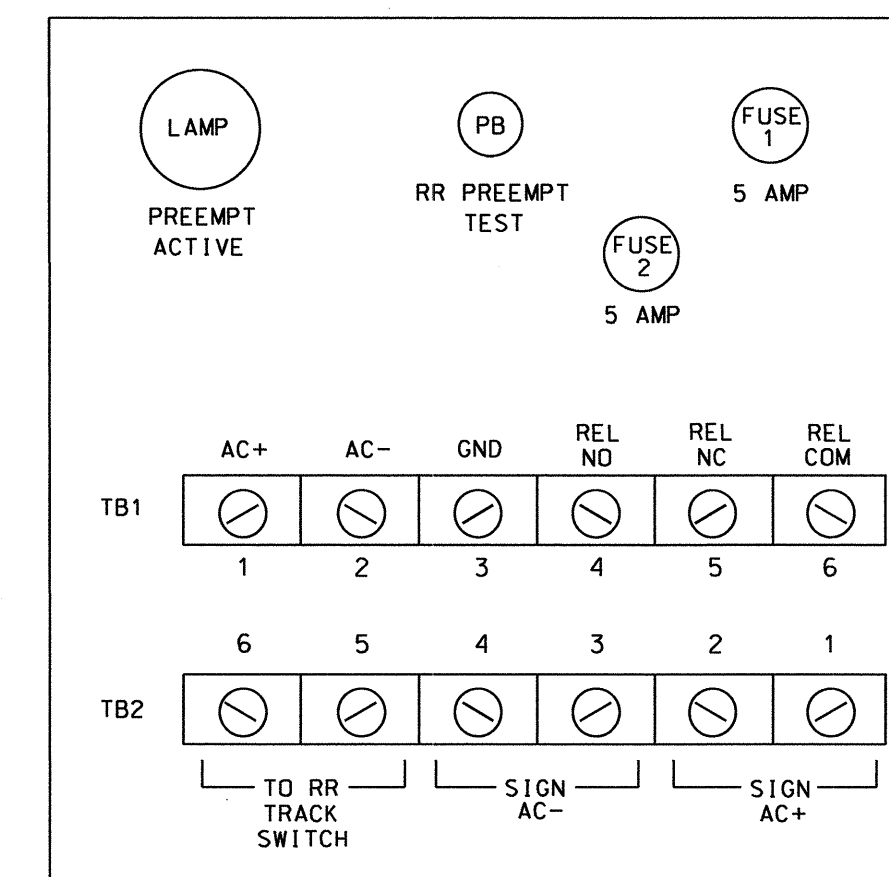 LAMP
PREEMPT
ACTIVE
PB
RR PREEMPT
TEST
FUSE
1
5 AMP
FUSE
2
5 AMP
AC+ AC- GND REL NO REL NC REL COM
TB1
1 2 3 4 5 6
6 5 4 3 2 1
TB2
TO RR
TRACK
SWITCH
SIGN
AC-
SIGN
AC+